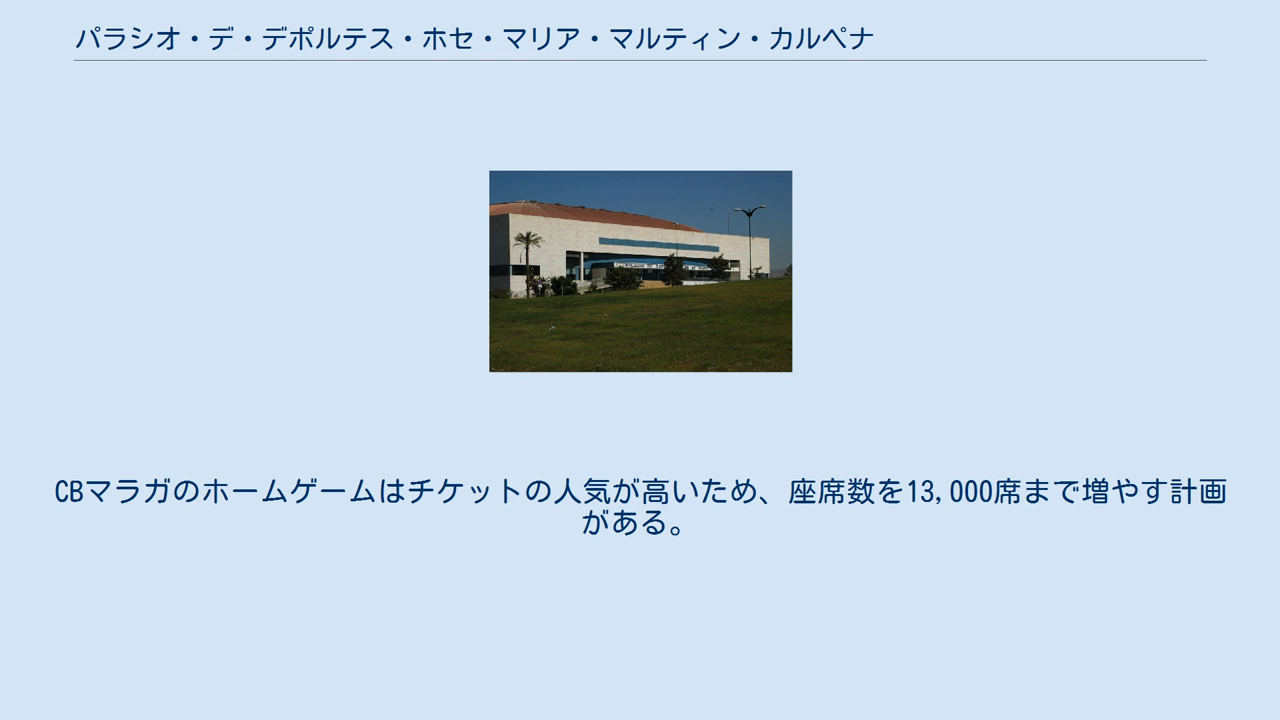 パラシオ・デ・デポルテス・ホセ・マリア・マルティン・カルペナ
CBマラガのホームゲームはチケットの人気が高いため、座席数を13,000席まで増やす計画
がある。